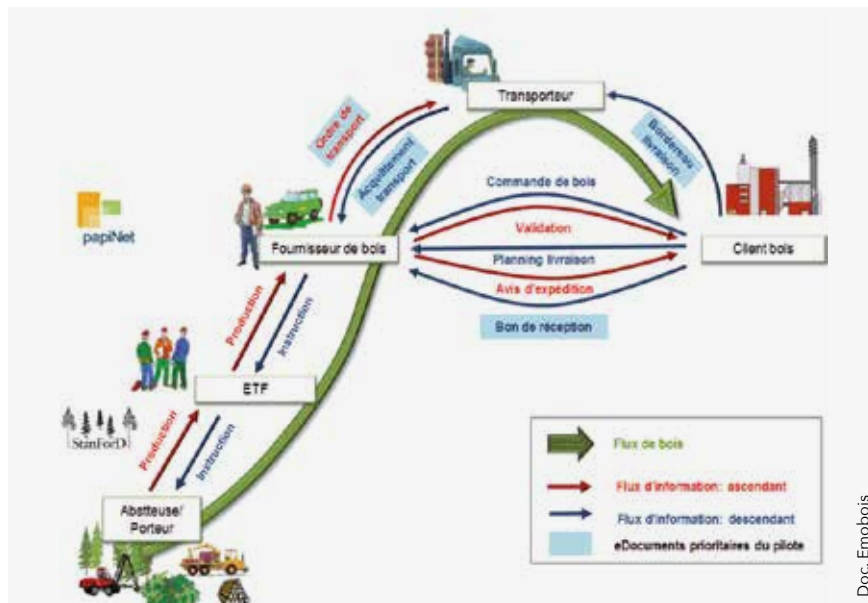 Transporteur
Ordre de
transport
Acquittement
transport
Bordereau
livraison
papiNet
Commande de bois
Validation
Fournisseur de bois
Client bois
Planning livraison
Avis d'expédition
Bon de réception
Production
Instruction
ETF
StanForD
Production
Instruction
Abatteuse/
Porteur
Flux de bois
Flux d'information: ascendant
Flux d'information: descendant
eDocuments prioritaires du pilote
Doc. Emobois